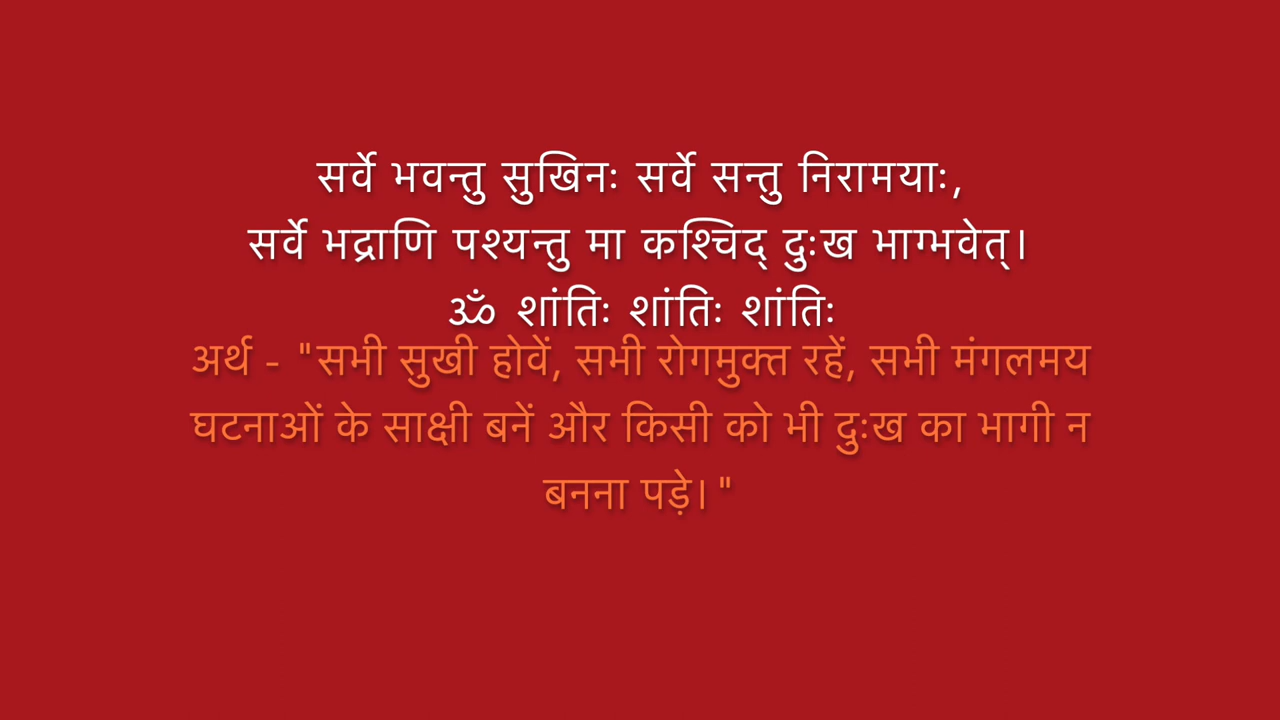 सर्वे भवन्तु सुखिनः सर्वे सन्तु निरामयाः,
सर्वे भद्राणि पश्यन्तु मा कश्चिद् दुःख भाग्भवेत्।
ॐ शांतिः शांतिः शांतिः
अर्थ - "सभी सुखी होवें, सभी रोगमुक्त रहें, सभी मंगलमय
घटनाओं के साक्षी बनें और किसी को भी दुःख का भागी न
बनना पड़े। "